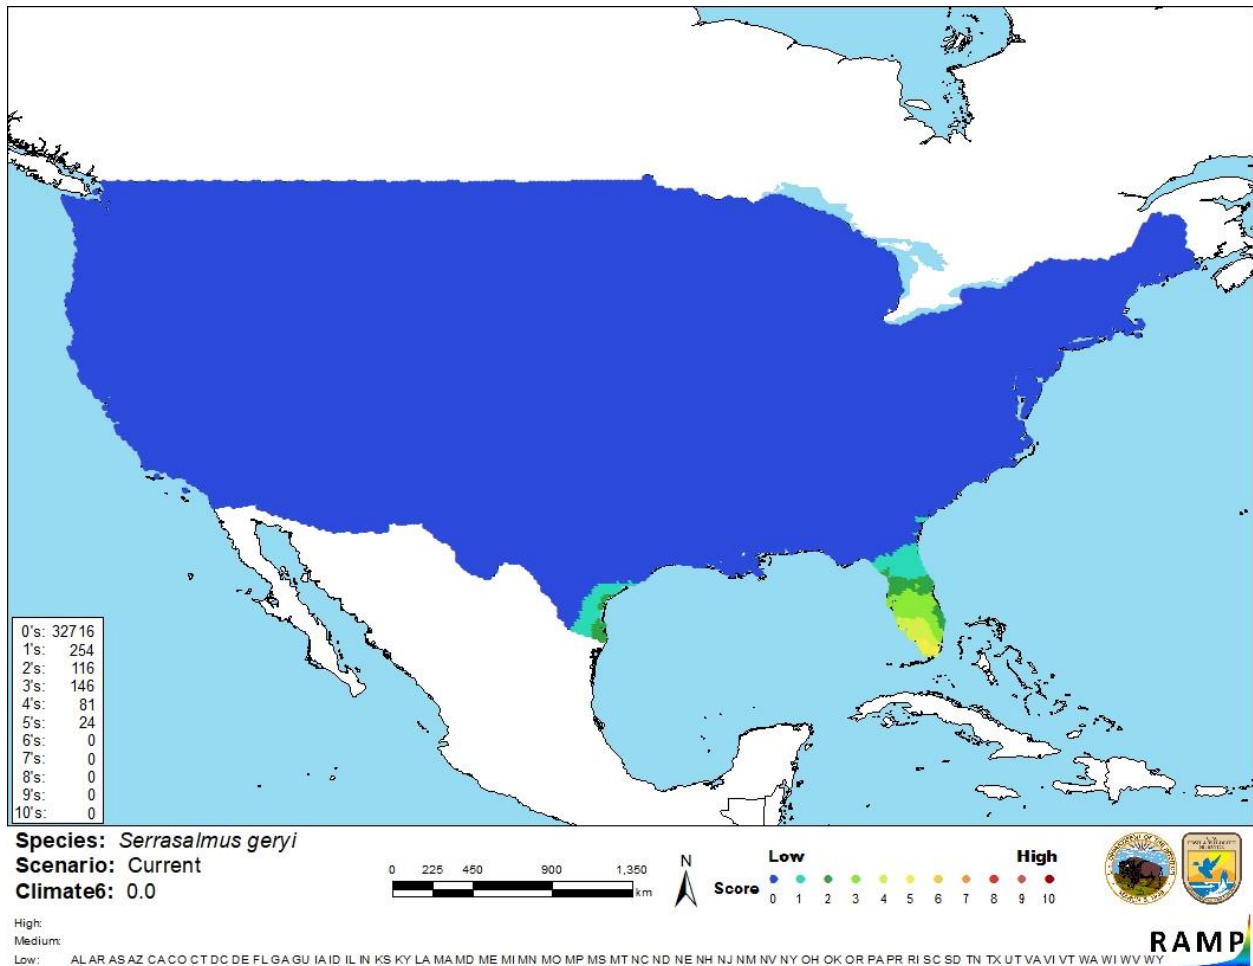 0's: 32716
1's: 254
2's: 116
3's: 146
4's: 81
5's: 24
6's: 0
7's: 0
8's: 0
9's: 0
10's: 0
Species: Serrasalmus geryi
Scenario: Current
Climate6: 0.0
0 225 450 900 1,350
km
N
Low High
Score 0 1 2 3 4 5 6 7 8 9 10
High:
Medium:
Low: AL AR AS AZ CA CO CT DC DE FL GA GU IA ID IL IN KS KY LA MA MD ME MI MN MO MP MS MT NC ND NE NH NJ NM NV NY OH OK OR PA PR RI SC SD TN TX UT VA VI VT WA WI WV WY
RAMP